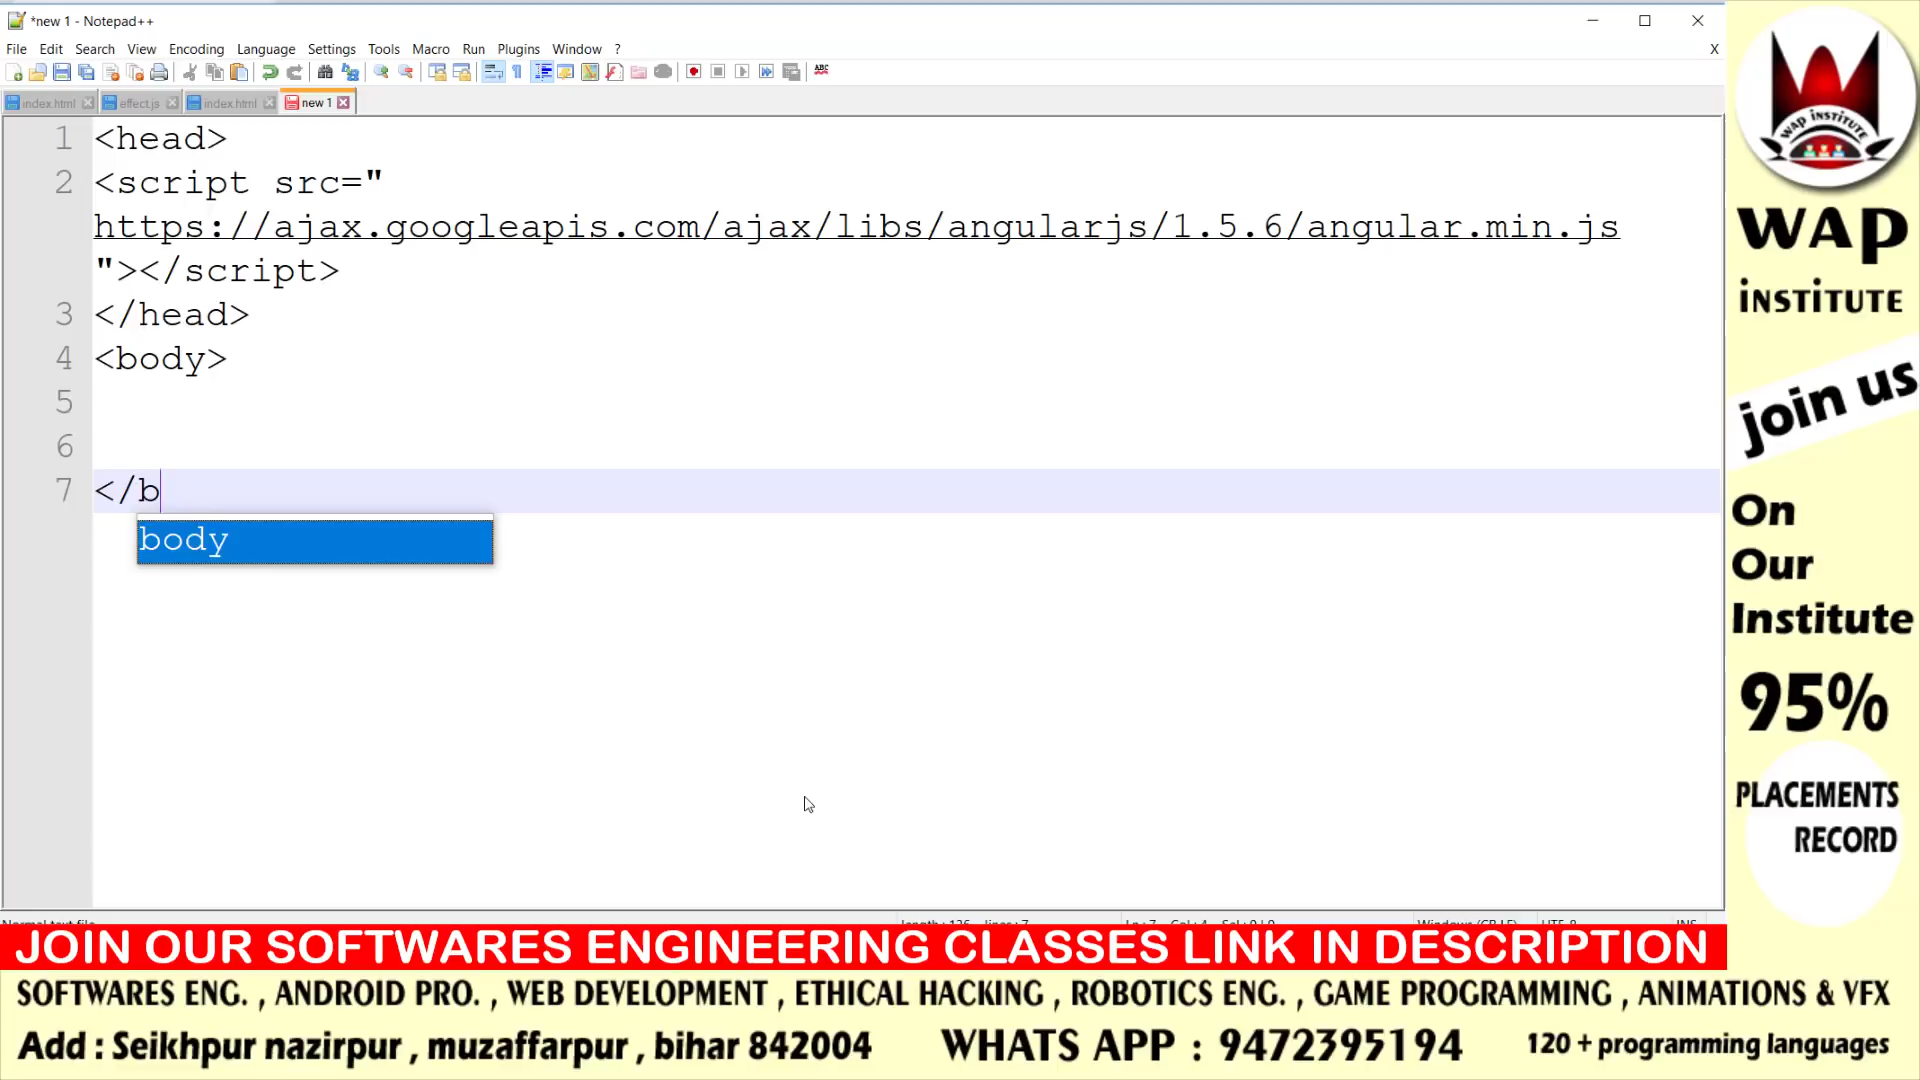 *new 1 - Notepad++
File Edit Search View Encoding Language Settings Tools Macro Run Plugins Window ? X
index.html effect.js index.html new 1
1 <head>
2 <script src="
https://ajax.googleapis.com/ajax/libs/angularjs/1.5.6/angular.min.js
"></script>
3 </head>
4 <body>
5
6
7 </b
body
WAP INSTITUTE
WAP
INSTITUTE
join us
On
Our
Institute
95%
PLACEMENTS
RECORD
JOIN OUR SOFTWARES ENGINEERING CLASSES LINK IN DESCRIPTION
SOFTWARES ENG. , ANDROID PRO. , WEB DEVELOPMENT , ETHICAL HACKING , ROBOTICS ENG. , GAME PROGRAMMING , ANIMATIONS & VFX
Add : Seikhpur nazirpur , muzaffarpur , bihar 842004 WHATS APP : 9472395194 120 + programming languages